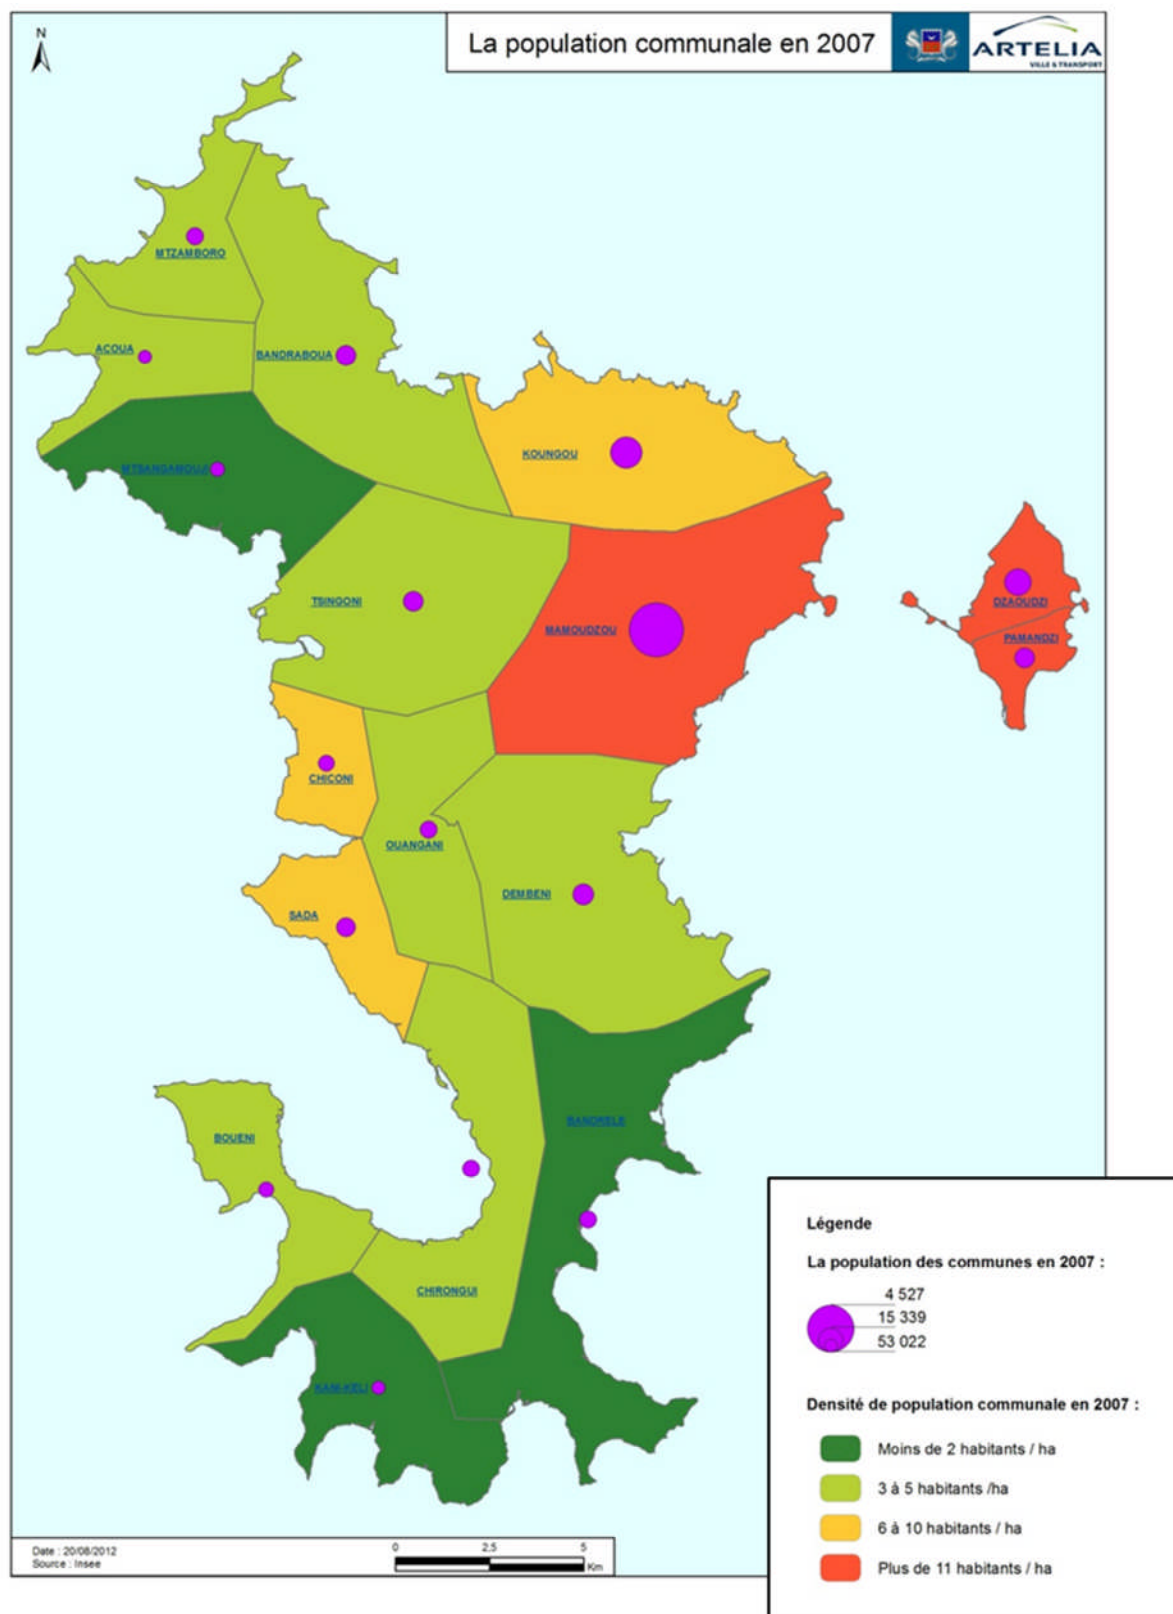 N
La population communale en 2007
ARTELIA
VILLE & TRANSPORT
MTZAMBORO
ACOUA
BANDRABOUA
KOUNGOU
MTSANGAMOUJI
TSINGONI
DZAOUDZI
MAMOUDZOU
PAMANDZI
CHICONI
OUANGANI
DEMBENI
SADA
BANDRELE
BOUENI
CHIRONGUI
KANI-KELI
Légende
La population des communes en 2007 :
4 527
15 339
53 022
Densité de population communale en 2007 :
Moins de 2 habitants / ha
3 à 5 habitants /ha
6 à 10 habitants / ha
Plus de 11 habitants / ha
Date : 20/08/2012
Source : Insee
0 2,5 5
Km